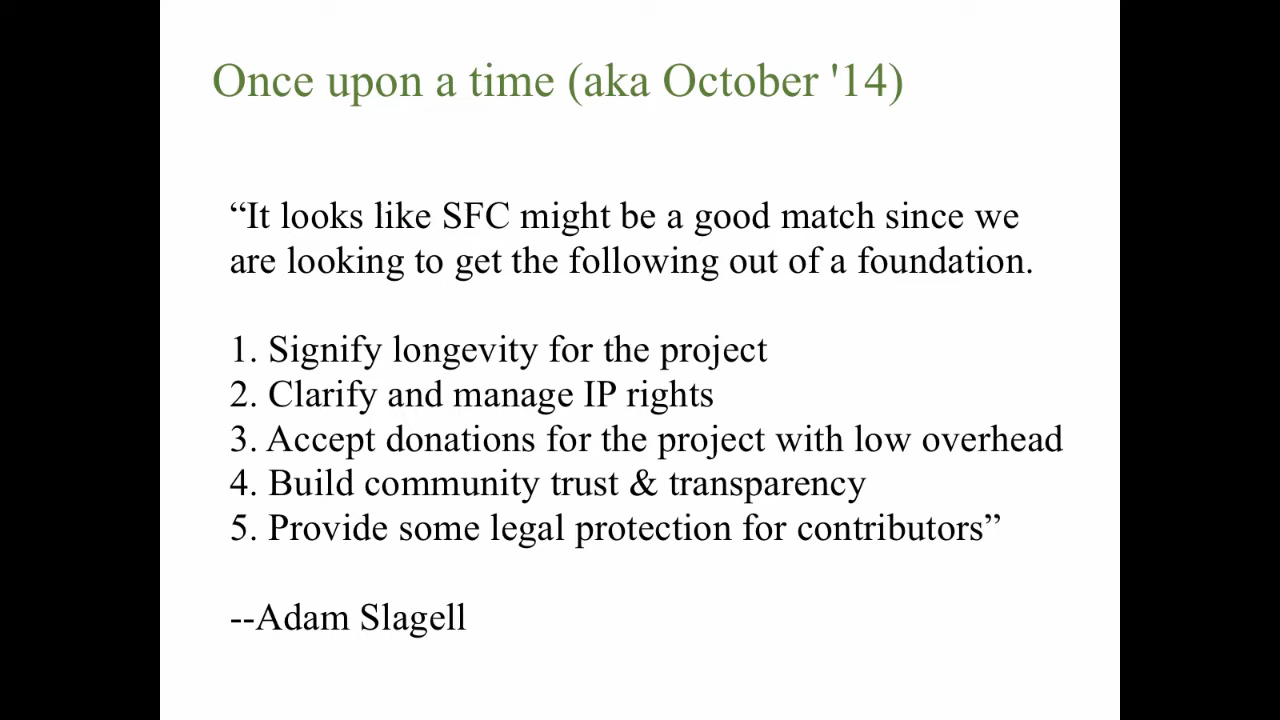 Once upon a time (aka October '14)
“It looks like SFC might be a good match since we
are looking to get the following out of a foundation.
1. Signify longevity for the project
2. Clarify and manage IP rights
3. Accept donations for the project with low overhead
4. Build community trust & transparency
5. Provide some legal protection for contributors”
--Adam Slagell